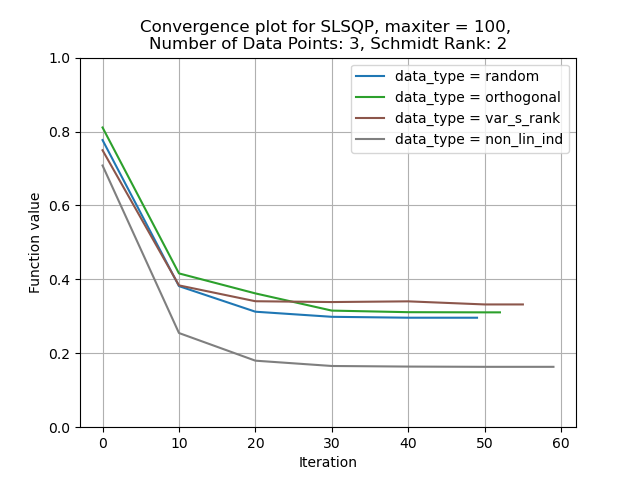 Convergence plot for SLSQP, maxiter = 100,
Number of Data Points: 3, Schmidt Rank: 2
1.0
0.8
0.6
0.4
0.2
0.0
Function value
data_type = random
data_type = orthogonal
data_type = var_s_rank
data_type = non_lin_ind
0 10 20 30 40 50 60
Iteration